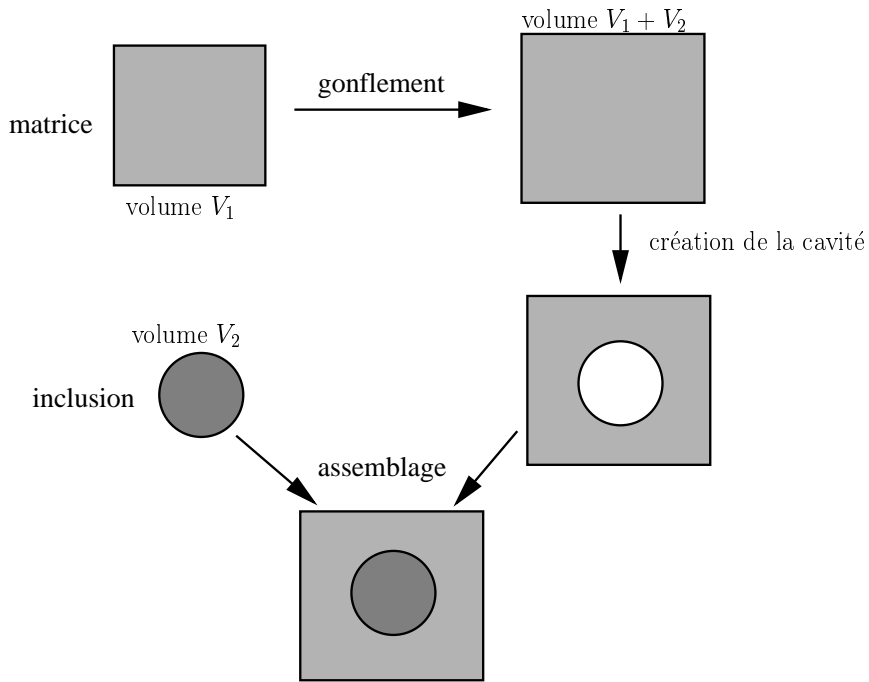 volume V₁ + V₂
gonflement
matrice
volume V₁
création de la cavité
volume V₂
inclusion
assemblage